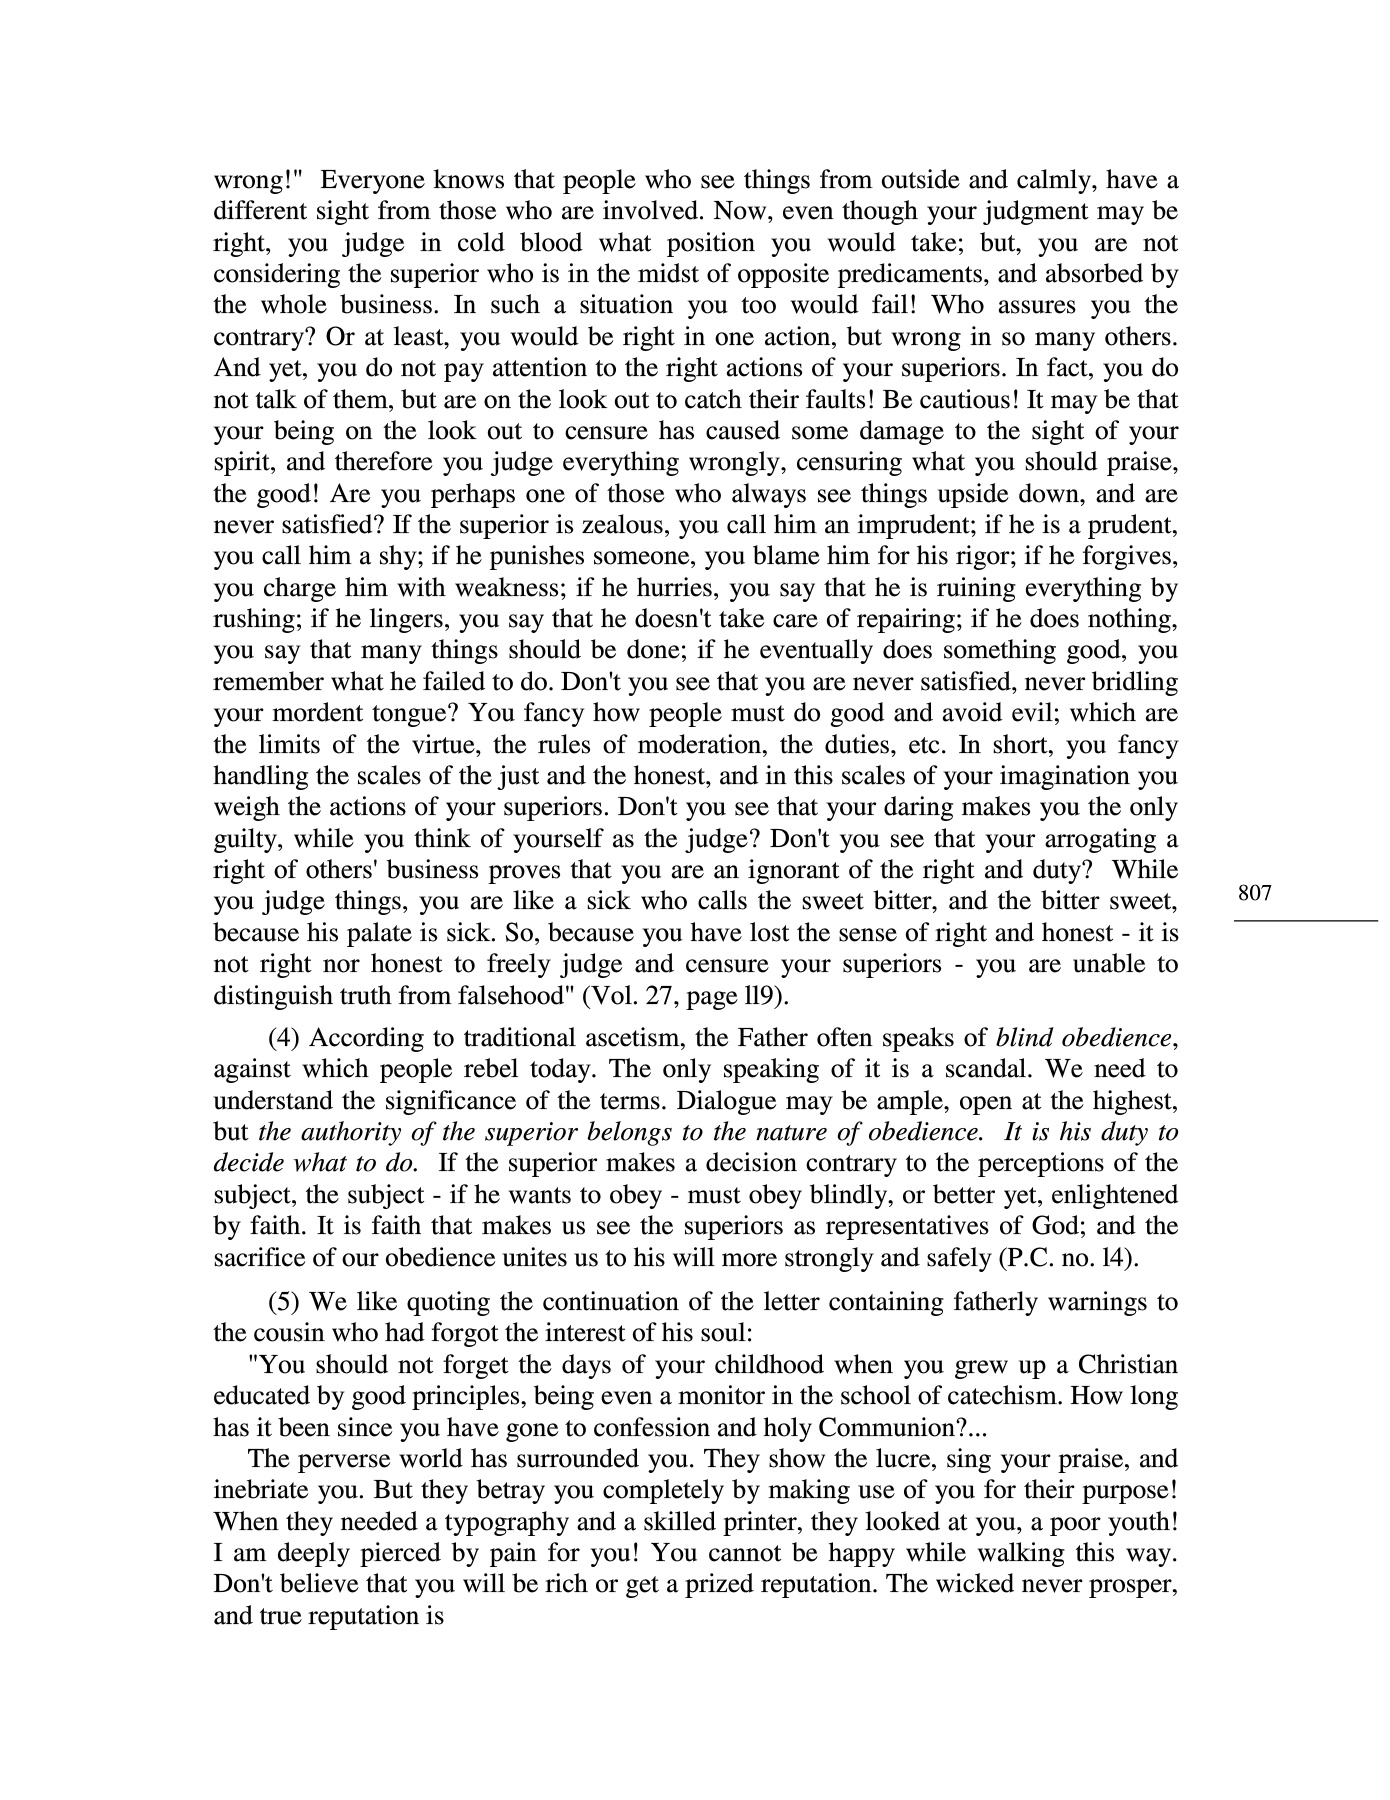 wrong!"  Everyone knows that people who see things from outside and calmly, have a
different sight from those who are involved. Now, even though your judgment may be
right, you judge in cold blood what position you would take; but, you are not
considering the superior who is in the midst of opposite predicaments, and absorbed by
the whole business. In such a situation you too would fail! Who assures you the
contrary? Or at least, you would be right in one action, but wrong in so many others.
And yet, you do not pay attention to the right actions of your superiors. In fact, you do
not talk of them, but are on the look out to catch their faults! Be cautious! It may be that
your being on the look out to censure has caused some damage to the sight of your
spirit, and therefore you judge everything wrongly, censuring what you should praise,
the good! Are you perhaps one of those who always see things upside down, and are
never satisfied? If the superior is zealous, you call him an imprudent; if he is a prudent,
you call him a shy; if he punishes someone, you blame him for his rigor; if he forgives,
you charge him with weakness; if he hurries, you say that he is ruining everything by
rushing; if he lingers, you say that he doesn't take care of repairing; if he does nothing,
you say that many things should be done; if he eventually does something good, you
remember what he failed to do. Don't you see that you are never satisfied, never bridling
your mordent tongue? You fancy how people must do good and avoid evil; which are
the limits of the virtue, the rules of moderation, the duties, etc. In short, you fancy
handling the scales of the just and the honest, and in this scales of your imagination you
weigh the actions of your superiors. Don't you see that your daring makes you the only
guilty, while you think of yourself as the judge? Don't you see that your arrogating a
right of others' business proves that you are an ignorant of the right and duty?  While
you judge things, you are like a sick who calls the sweet bitter, and the bitter sweet,
because his palate is sick. So, because you have lost the sense of right and honest - it is
not right nor honest to freely judge and censure your superiors - you are unable to
distinguish truth from falsehood" (Vol. 27, page l19).
(4) According to traditional ascetism, the Father often speaks of blind obedience,
against which people rebel today. The only speaking of it is a scandal. We need to
understand the significance of the terms. Dialogue may be ample, open at the highest,
but the authority of the superior belongs to the nature of obedience.  It is his duty to
decide what to do.  If the superior makes a decision contrary to the perceptions of the
subject, the subject - if he wants to obey - must obey blindly, or better yet, enlightened
by faith. It is faith that makes us see the superiors as representatives of God; and the
sacrifice of our obedience unites us to his will more strongly and safely (P.C. no. l4).
(5) We like quoting the continuation of the letter containing fatherly warnings to
the cousin who had forgot the interest of his soul:
"You should not forget the days of your childhood when you grew up a Christian
educated by good principles, being even a monitor in the school of catechism. How long
has it been since you have gone to confession and holy Communion?...
The perverse world has surrounded you. They show the lucre, sing your praise, and
inebriate you. But they betray you completely by making use of you for their purpose!
When they needed a typography and a skilled printer, they looked at you, a poor youth!
I am deeply pierced by pain for you! You cannot be happy while walking this way.
Don't believe that you will be rich or get a prized reputation. The wicked never prosper,
and true reputation is
807